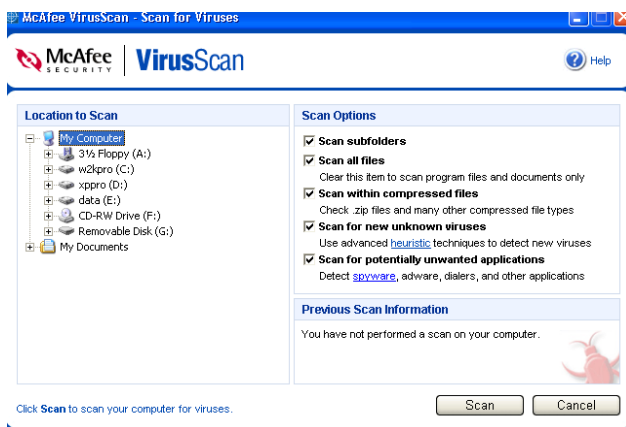 McAfee VirusScan - Scan for Viruses
McAfee SECURITY VirusScan
Help
Location to Scan
My Computer
3½ Floppy (A:)
w2kpro (C:)
xppro (D:)
data (E:)
CD-RW Drive (F:)
Removable Disk (G:)
My Documents
Scan Options
Scan subfolders
Scan all files
Clear this item to scan program files and documents only
Scan within compressed files
Check .zip files and many other compressed file types
Scan for new unknown viruses
Use advanced heuristic techniques to detect new viruses
Scan for potentially unwanted applications
Detect spyware, adware, dialers, and other applications
Previous Scan Information
You have not performed a scan on your computer.
Click Scan to scan your computer for viruses.
Scan
Cancel